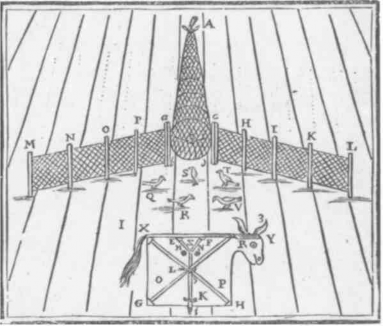 A
M N O P G C H I K L
S T
Q
R V
I X 3 Y
E F R
L
O P
K
G H